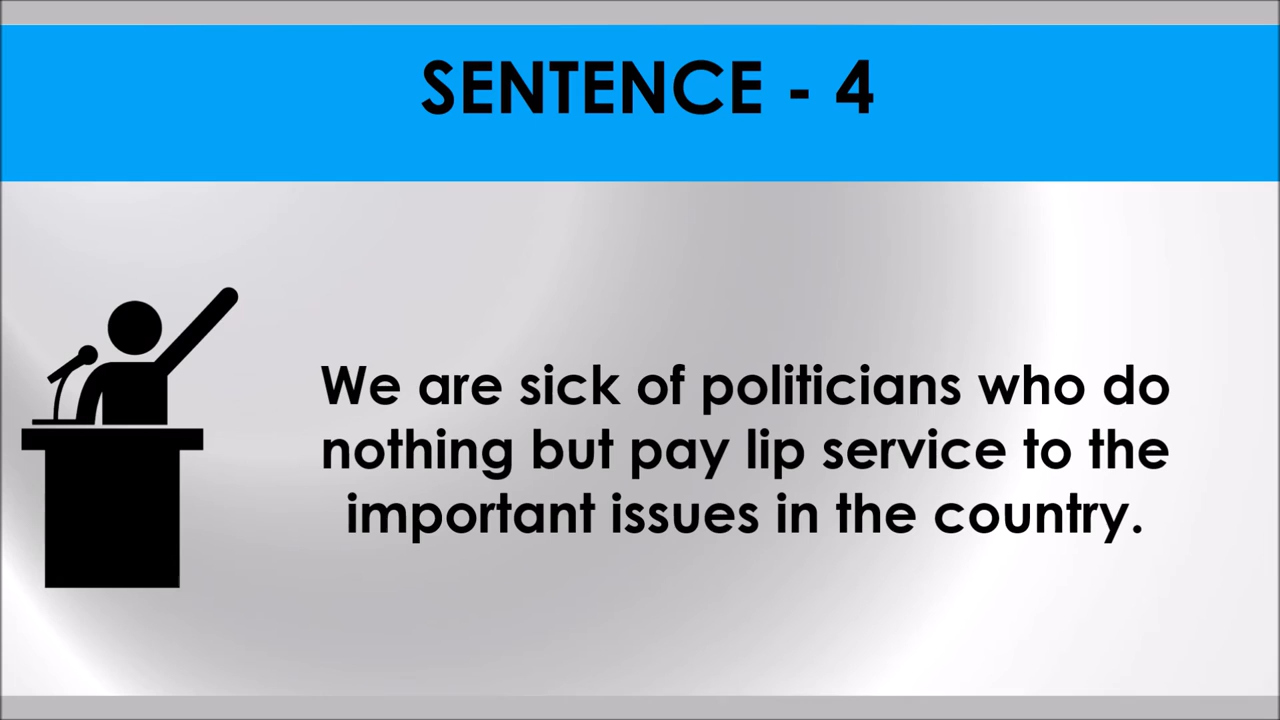 SENTENCE - 4
We are sick of politicians who do
nothing but pay lip service to the
important issues in the country.